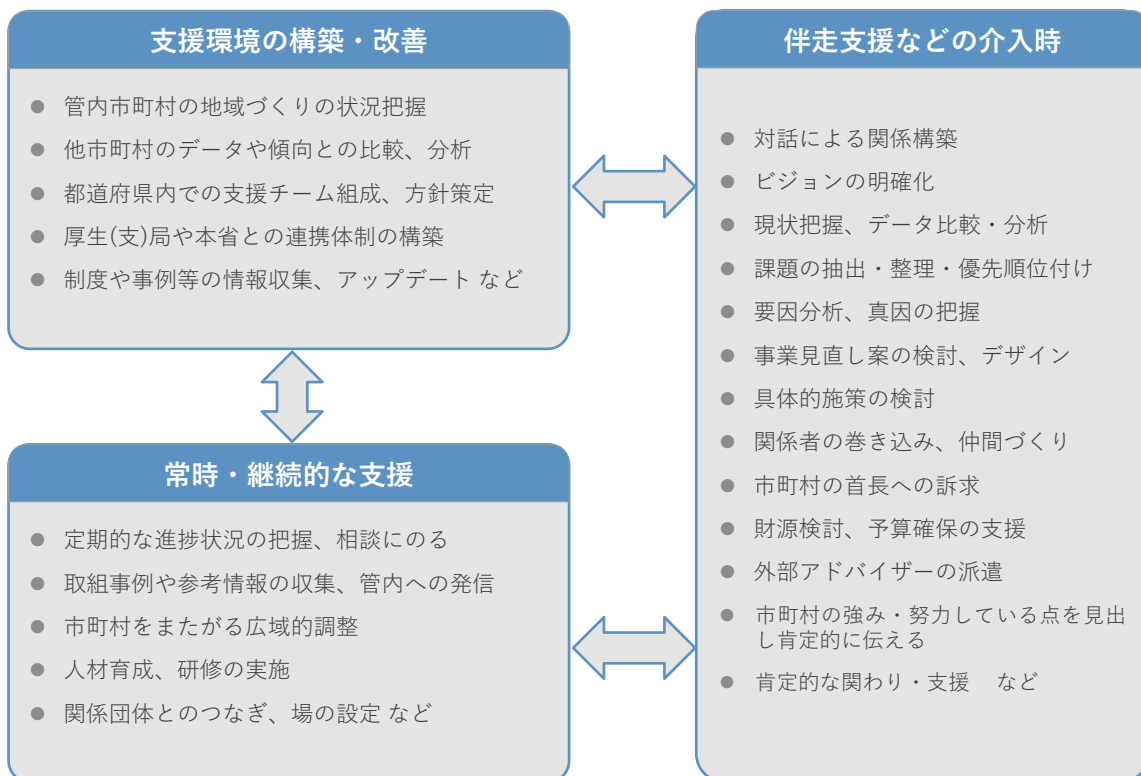 支援環境の構築・改善
● 管内市町村の地域づくりの状況把握
● 他市町村のデータや傾向との比較、分析
● 都道府県内での支援チーム組成、方針策定
● 厚生(支)局や本省との連携体制の構築
● 制度や事例等の情報収集、アップデート など
常時・継続的な支援
● 定期的な進捗状況の把握、相談にのる
● 取組事例や参考情報の収集、管内への発信
● 市町村をまたがる広域的調整
● 人材育成、研修の実施
● 関係団体とのつなぎ、場の設定 など
伴走支援などの介入時
● 対話による関係構築
● ビジョンの明確化
● 現状把握、データ比較・分析
● 課題の抽出・整理・優先順位付け
● 要因分析、真因の把握
● 事業見直し案の検討、デザイン
● 具体的施策の検討
● 関係者の巻き込み、仲間づくり
● 市町村の首長への訴求
● 財源検討、予算確保の支援
● 外部アドバイザーの派遣
● 市町村の強み・努力している点を見出
し肯定的に伝える
● 肯定的な関わり・支援 など